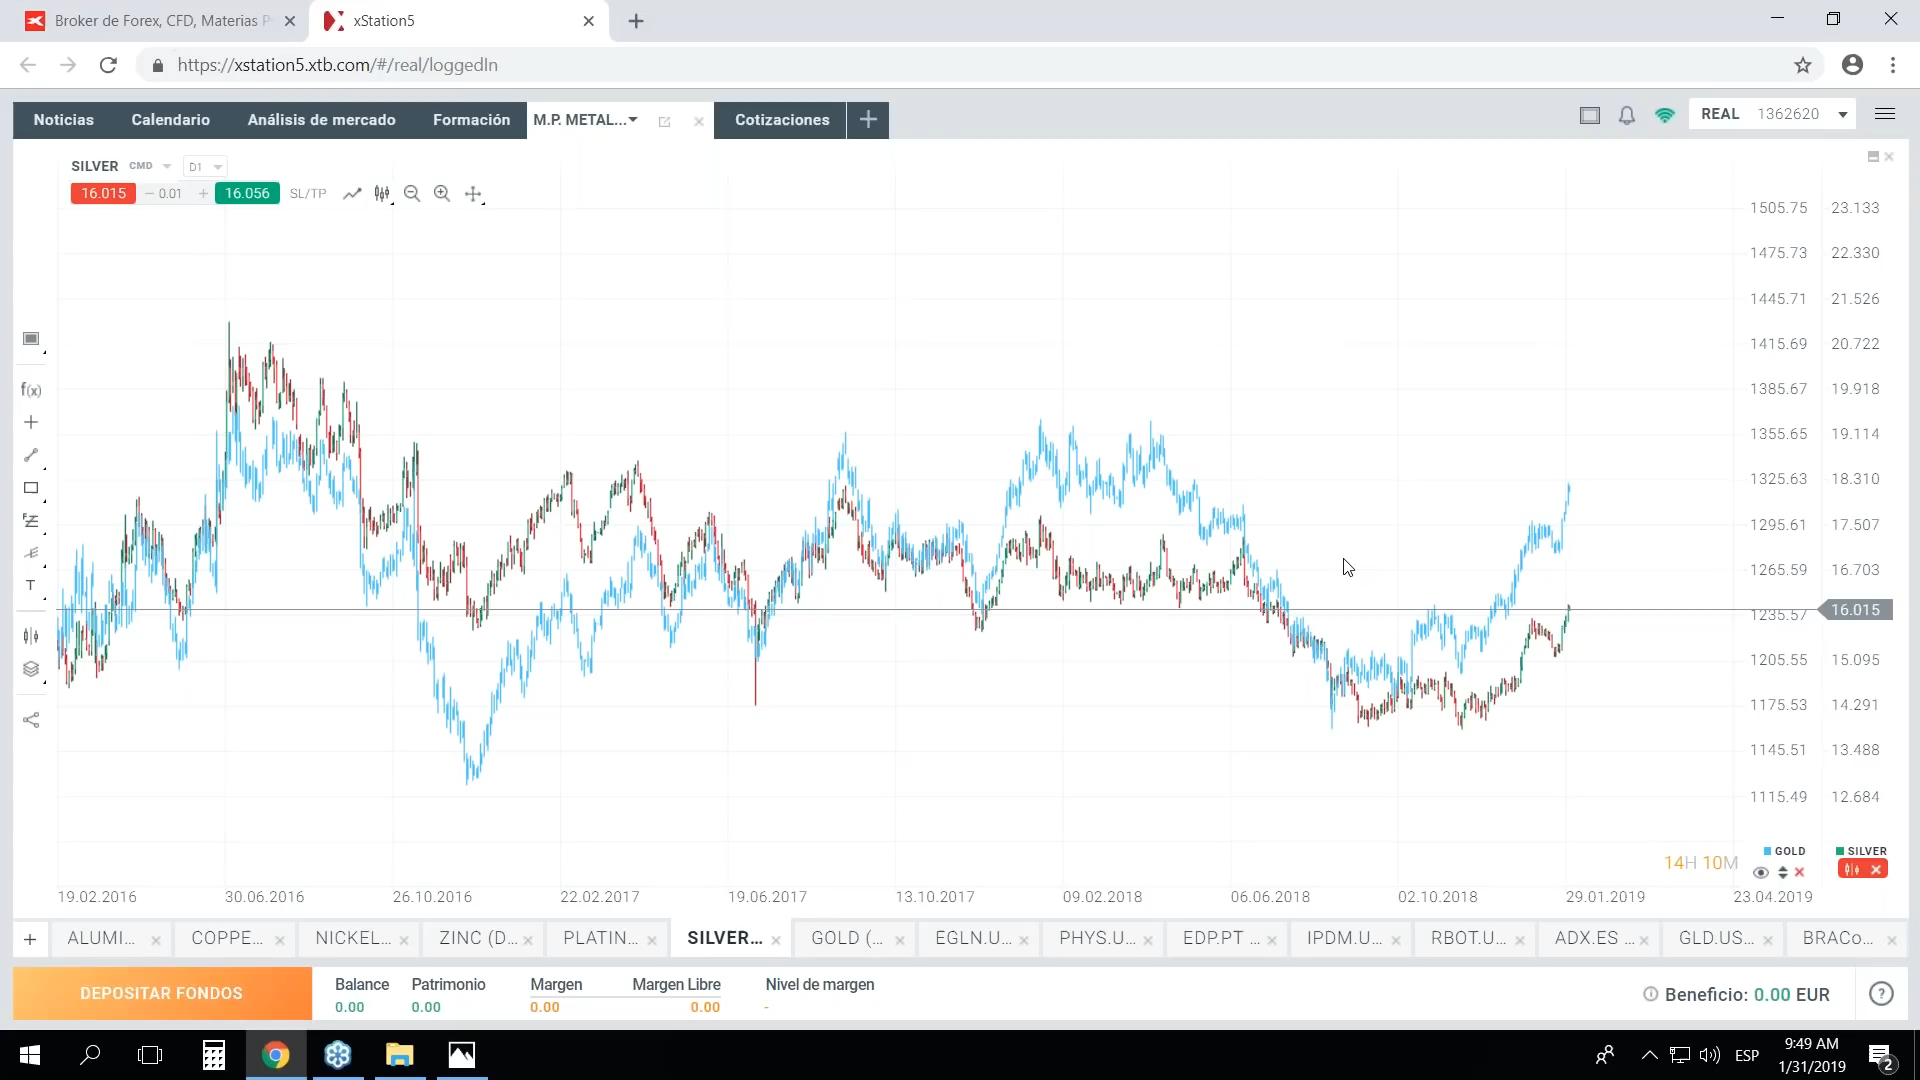 Broker de Forex, CFD, Materias P
xStation5
https://xstation5.xtb.com/#/real/loggedIn
Noticias
Calendario
Análisis de mercado
Formación
M.P. METAL...
Cotizaciones
REAL 1362620
SILVER CMD D1
16.015 − 0.01 + 16.056 SL/TP
1505.75 23.133
1475.73 22.330
1445.71 21.526
1415.69 20.722
1385.67 19.918
1355.65 19.114
1325.63 18.310
1295.61 17.507
1265.59 16.703
1235.57 16.015
1205.55 15.095
1175.53 14.291
1145.51 13.488
1115.49 12.684
f(x)
T
14H 10M
GOLD
SILVER
19.02.2016 30.06.2016 26.10.2016 22.02.2017 19.06.2017 13.10.2017 09.02.2018 06.06.2018 02.10.2018 29.01.2019 23.04.2019
+ ALUMI... COPPE... NICKEL... ZINC (D... PLATIN... SILVER... GOLD (... EGLN.U... PHYS.U... EDP.PT ... IPDM.U... RBOT.U... ADX.ES ... GLD.US... BRACo...
DEPOSITAR FONDOS
Balance Patrimonio Margen Margen Libre Nivel de margen
0.00 0.00 0.00 0.00 -
Beneficio: 0.00 EUR
?
ESP
9:49 AM
1/31/2019
2